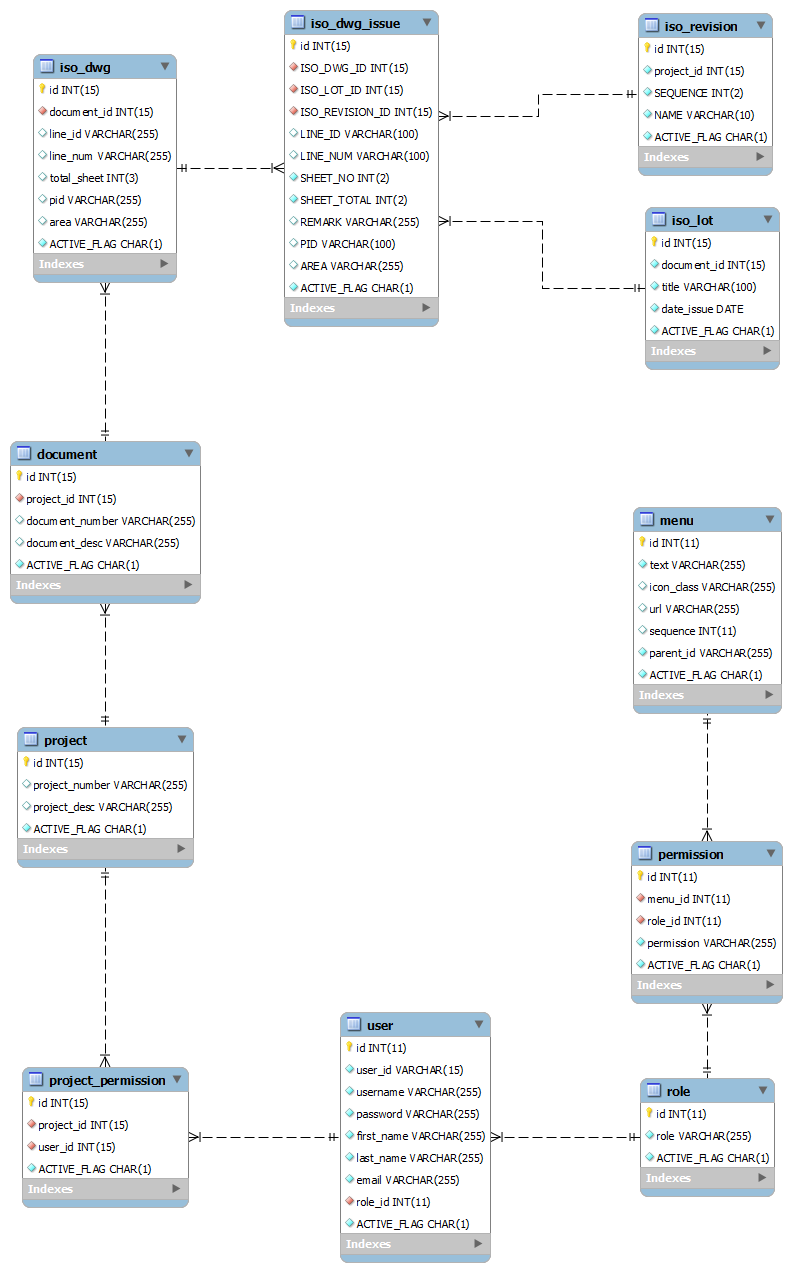 iso_dwg
id INT(15)
document_id INT(15)
line_id VARCHAR(255)
line_num VARCHAR(255)
total_sheet INT(3)
pid VARCHAR(255)
area VARCHAR(255)
ACTIVE_FLAG CHAR(1)
Indexes
iso_dwg_issue
id INT(15)
ISO_DWG_ID INT(15)
ISO_LOT_ID INT(15)
ISO_REVISION_ID INT(15)
LINE_ID VARCHAR(100)
LINE_NUM VARCHAR(100)
SHEET_NO INT(2)
SHEET_TOTAL INT(2)
REMARK VARCHAR(255)
PID VARCHAR(100)
AREA VARCHAR(255)
ACTIVE_FLAG CHAR(1)
Indexes
iso_revision
id INT(15)
project_id INT(15)
SEQUENCE INT(2)
NAME VARCHAR(10)
ACTIVE_FLAG CHAR(1)
Indexes
iso_lot
id INT(15)
document_id INT(15)
title VARCHAR(100)
date_issue DATE
ACTIVE_FLAG CHAR(1)
Indexes
document
id INT(15)
project_id INT(15)
document_number VARCHAR(255)
document_desc VARCHAR(255)
ACTIVE_FLAG CHAR(1)
Indexes
menu
id INT(11)
text VARCHAR(255)
icon_class VARCHAR(255)
url VARCHAR(255)
sequence INT(11)
parent_id VARCHAR(255)
ACTIVE_FLAG CHAR(1)
Indexes
project
id INT(15)
project_number VARCHAR(255)
project_desc VARCHAR(255)
ACTIVE_FLAG CHAR(1)
Indexes
permission
id INT(11)
menu_id INT(11)
role_id INT(11)
permission VARCHAR(255)
ACTIVE_FLAG CHAR(1)
Indexes
project_permission
id INT(15)
project_id INT(15)
user_id INT(15)
ACTIVE_FLAG CHAR(1)
Indexes
user
id INT(11)
user_id VARCHAR(15)
username VARCHAR(255)
password VARCHAR(255)
first_name VARCHAR(255)
last_name VARCHAR(255)
email VARCHAR(255)
role_id INT(11)
ACTIVE_FLAG CHAR(1)
Indexes
role
id INT(11)
role VARCHAR(255)
ACTIVE_FLAG CHAR(1)
Indexes